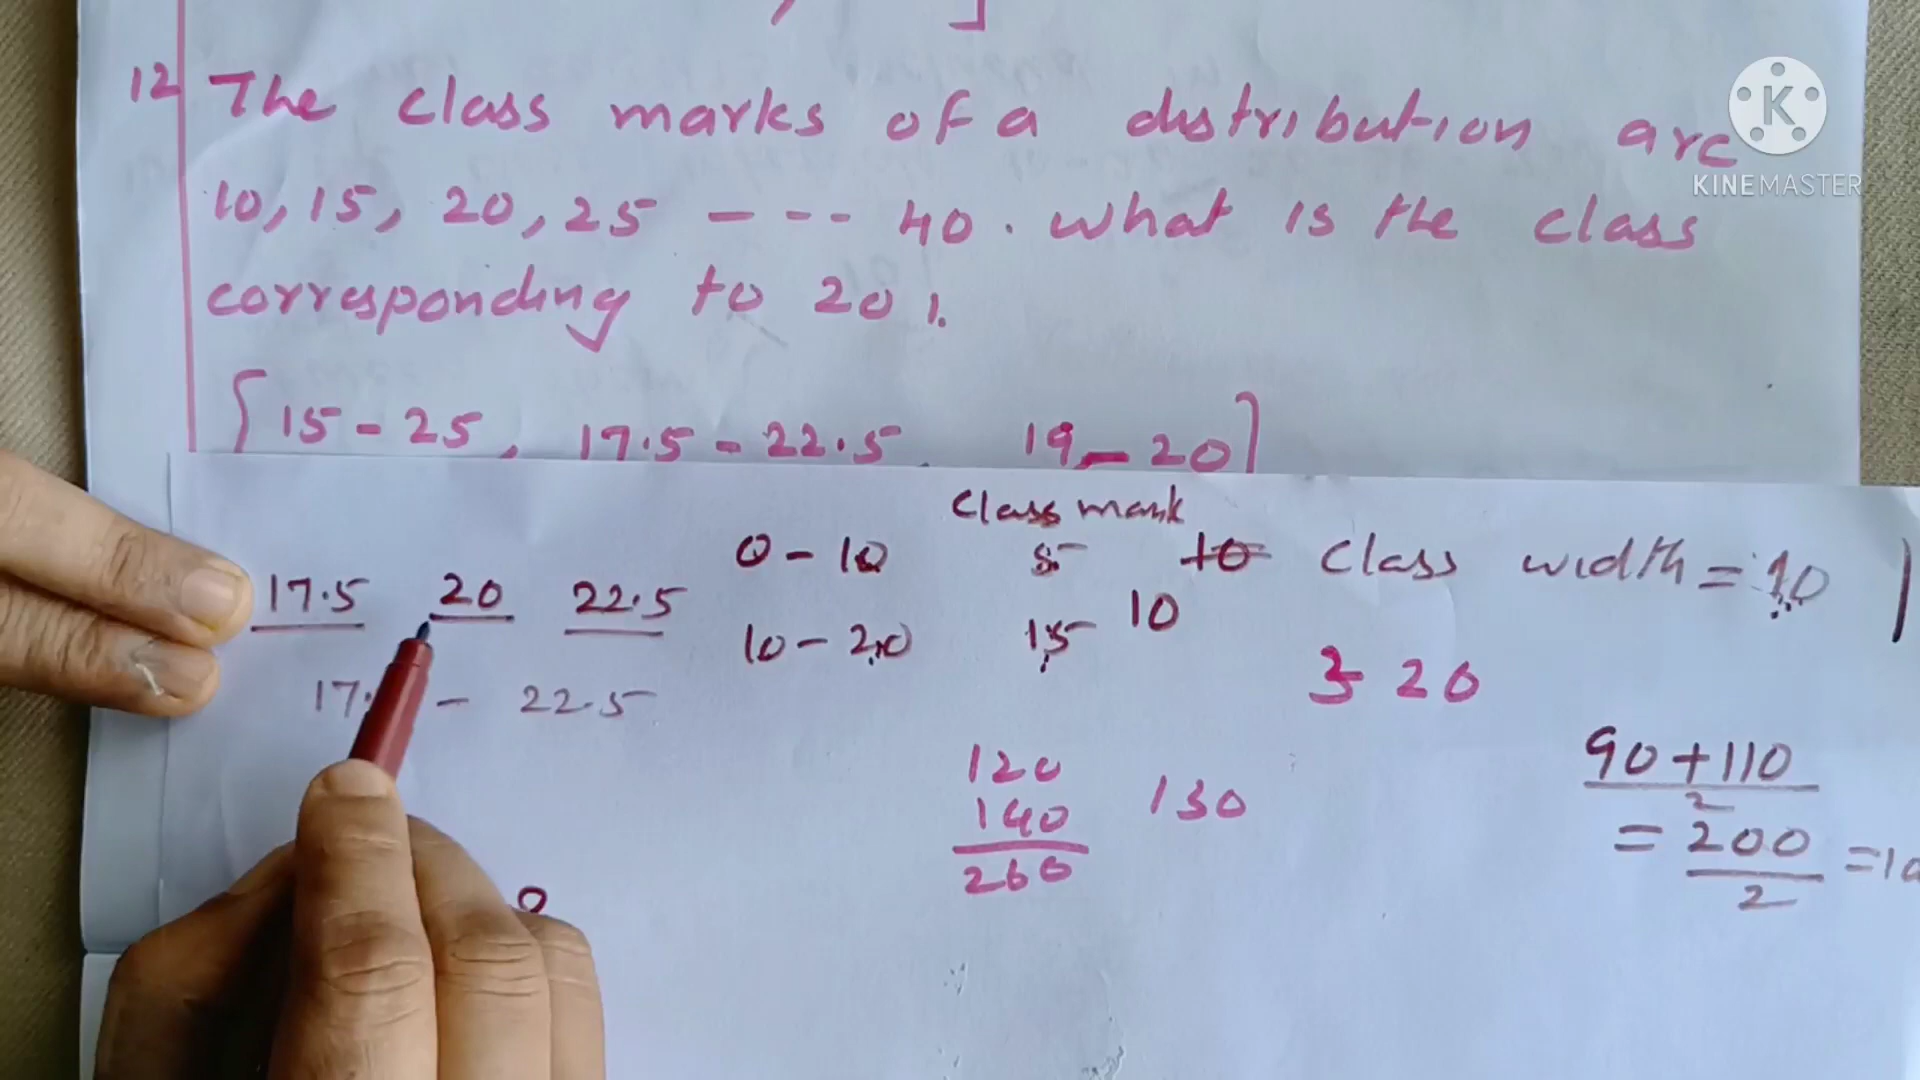 12 The class marks of a distribution are
10, 15, 20, 25 - - - - 40. What is the class
corresponding to 20?
[15 - 25, 17.5 - 22.5, 19 - 20]
KINEMASTER
Class mark
0 - 10 5 10 Class width = 10
17.5 20 22.5
10 - 20 15 10
17. - 22.5
20
120
140
260
130
90 + 110
2
= 200 = 10
2